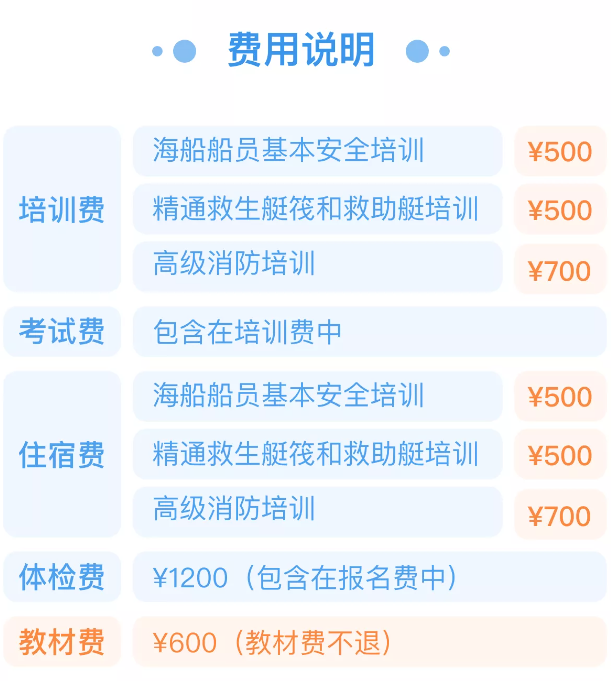 费用说明
培训费
海船船员基本安全培训 ¥500
精通救生艇筏和救助艇培训 ¥500
高级消防培训 ¥700
考试费 包含在培训费中
住宿费
海船船员基本安全培训 ¥500
精通救生艇筏和救助艇培训 ¥500
高级消防培训 ¥700
体检费 ¥1200（包含在报名费中）
教材费 ¥600（教材费不退）